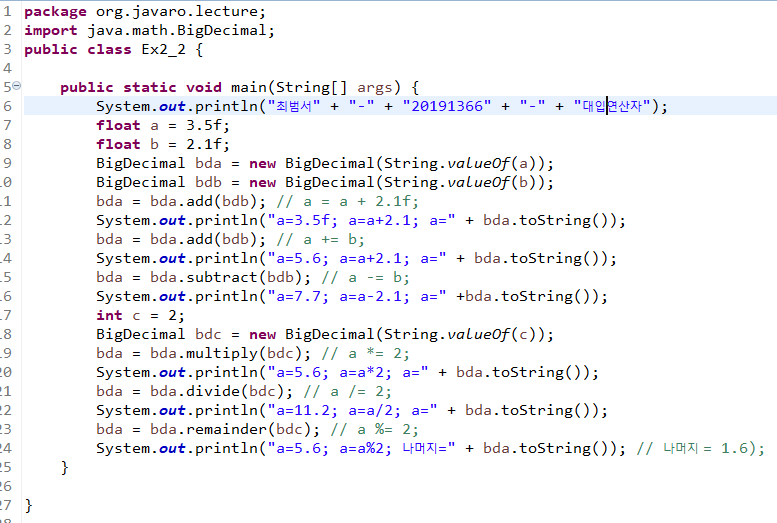 1 package org.javaro.lecture;
2 import java.math.BigDecimal;
3 public class Ex2_2 {
4
5 public static void main(String[] args) {
6 System.out.println("최범서" + "-" + "20191366" + "-" + "대입연산자");
7 float a = 3.5f;
8 float b = 2.1f;
9 BigDecimal bda = new BigDecimal(String.valueOf(a));
10 BigDecimal bdb = new BigDecimal(String.valueOf(b));
11 bda = bda.add(bdb); // a = a + 2.1f;
12 System.out.println("a=3.5f; a=a+2.1; a=" + bda.toString());
13 bda = bda.add(bdb); // a += b;
14 System.out.println("a=5.6; a=a+2.1; a=" + bda.toString());
15 bda = bda.subtract(bdb); // a -= b;
16 System.out.println("a=7.7; a=a-2.1; a=" +bda.toString());
17 int c = 2;
18 BigDecimal bdc = new BigDecimal(String.valueOf(c));
19 bda = bda.multiply(bdc); // a *= 2;
20 System.out.println("a=5.6; a=a*2; a=" + bda.toString());
21 bda = bda.divide(bdc); // a /= 2;
22 System.out.println("a=11.2; a=a/2; a=" + bda.toString());
23 bda = bda.remainder(bdc); // a %= 2;
24 System.out.println("a=5.6; a=a%2; 나머지=" + bda.toString()); // 나머지 = 1.6);
25 }
26
27 }